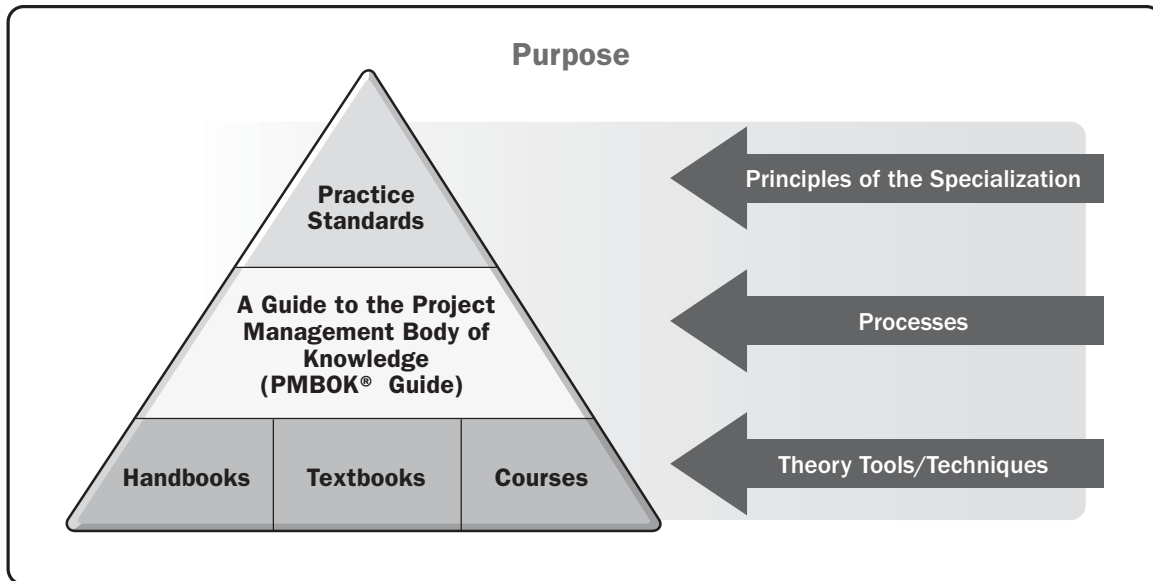 Purpose
Practice
Standards
Principles of the Specialization
A Guide to the Project
Management Body of
Knowledge
(PMBOK® Guide)
Processes
Handbooks
Textbooks
Courses
Theory Tools/Techniques